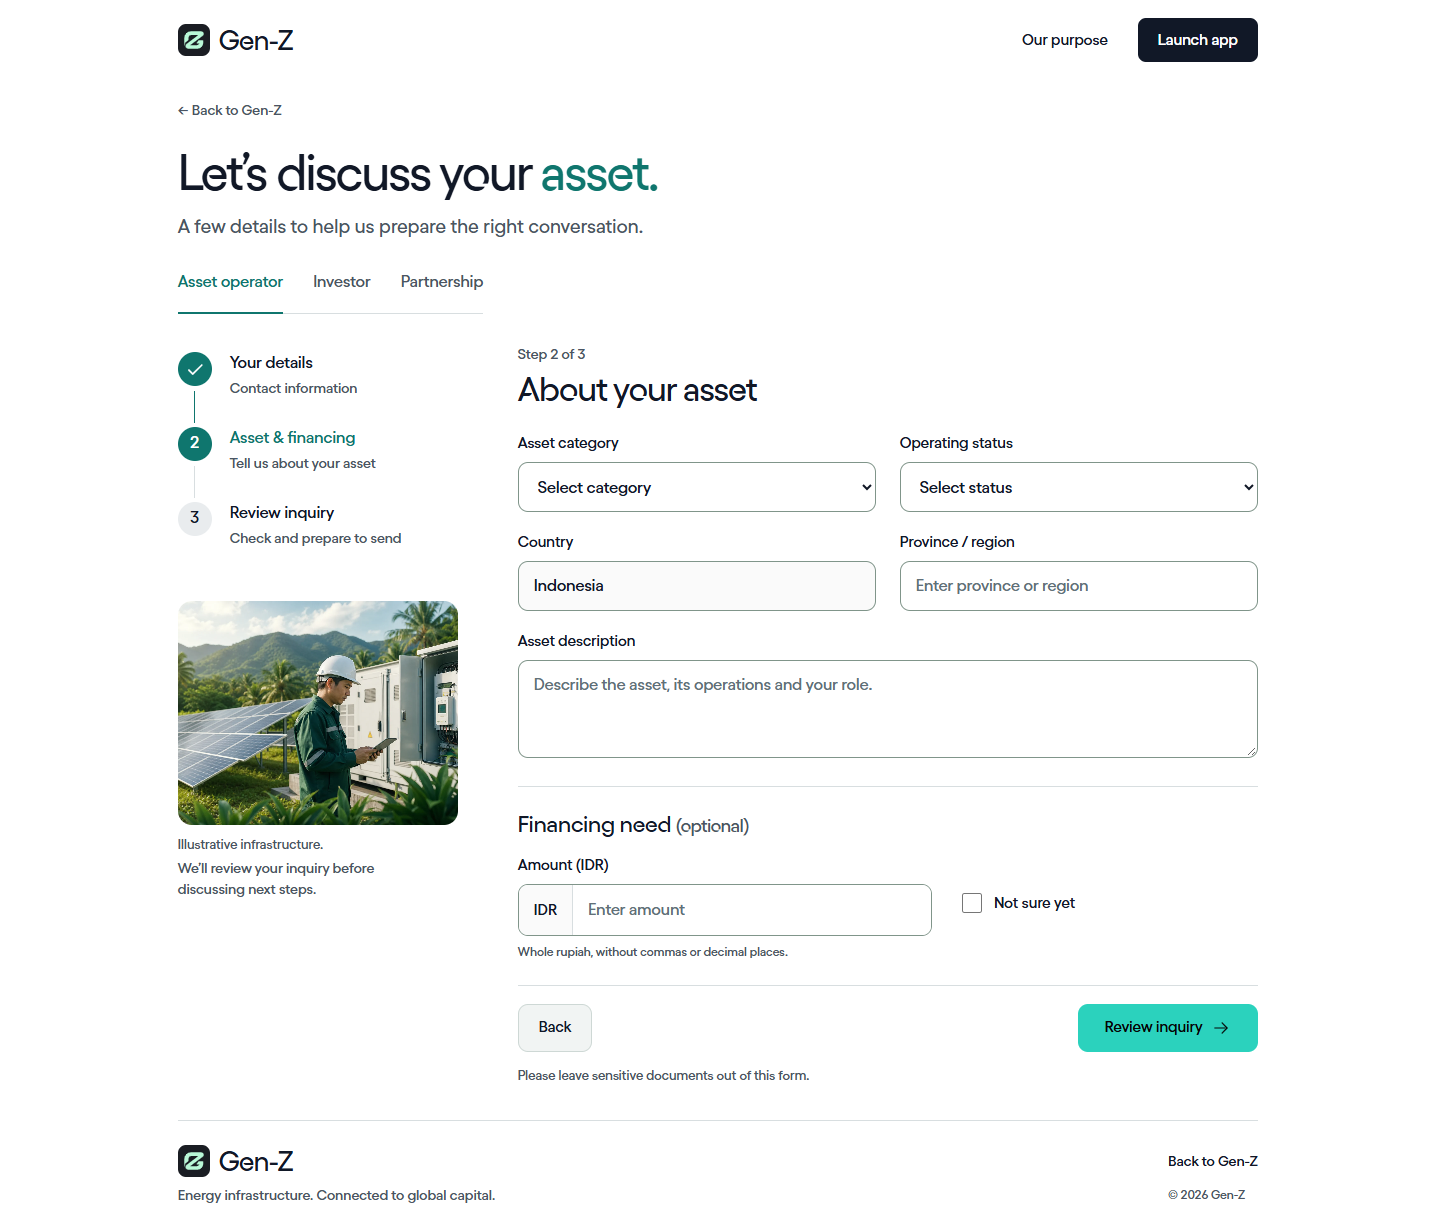 Gen-Z
Our purpose
Launch app
← Back to Gen-Z
Let’s discuss your asset.
A few details to help us prepare the right conversation.
Asset operator
Investor
Partnership
Your details
Contact information
2
Asset & financing
Tell us about your asset
3
Review inquiry
Check and prepare to send
Illustrative infrastructure.
We’ll review your inquiry before
discussing next steps.
Step 2 of 3
About your asset
Asset category
Operating status
Select category
Select status
Country
Province / region
Indonesia
Enter province or region
Asset description
Describe the asset, its operations and your role.
Financing need (optional)
Amount (IDR)
IDR
Enter amount
Not sure yet
Whole rupiah, without commas or decimal places.
Back
Review inquiry →
Please leave sensitive documents out of this form.
Gen-Z
Back to Gen-Z
Energy infrastructure. Connected to global capital.
© 2026 Gen-Z